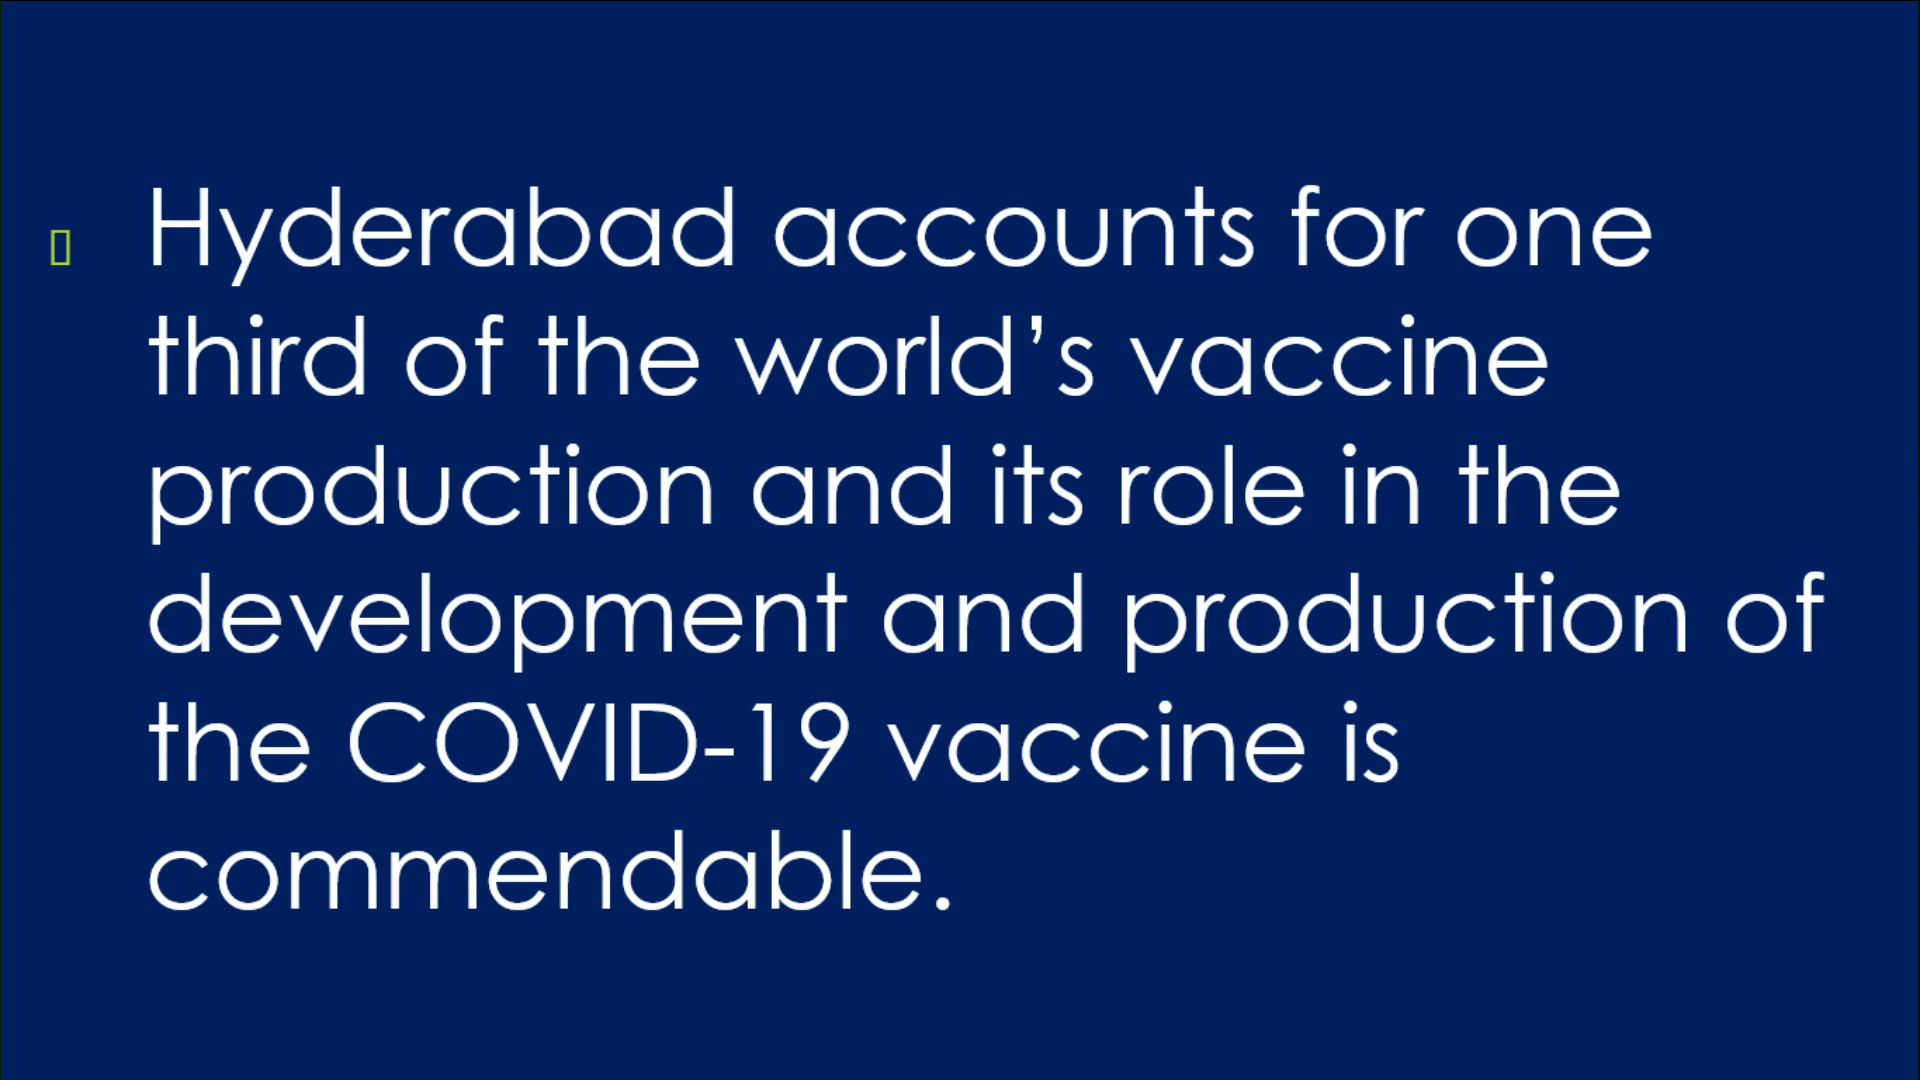 Hyderabad accounts for one
third of the world’s vaccine
production and its role in the
development and production of
the COVID-19 vaccine is
commendable.